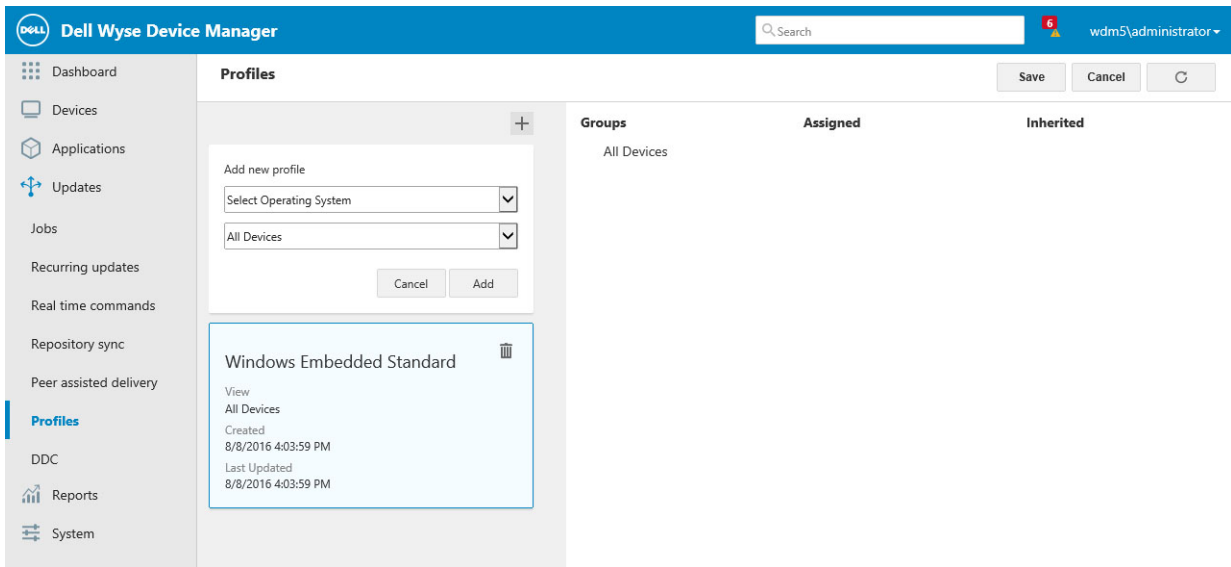 DELL Dell Wyse Device Manager
Search
6
wdm5\administrator
Dashboard
Devices
Applications
Updates
Jobs
Recurring updates
Real time commands
Repository sync
Peer assisted delivery
Profiles
DDC
Reports
System
Profiles
Save Cancel
Add new profile
Select Operating System
All Devices
Cancel Add
Windows Embedded Standard
View
All Devices
Created
8/8/2016 4:03:59 PM
Last Updated
8/8/2016 4:03:59 PM
Groups Assigned Inherited
All Devices